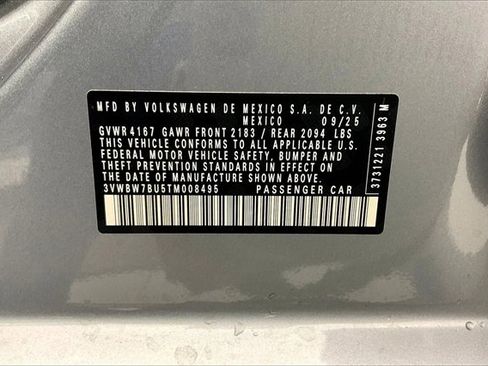 MFD BY VOLKSWAGEN DE MEXICO S.A. DE C.V.
MEXICO 09/25
GVWR 4167 GAWR FRONT 2183 / REAR 2094 LBS
THIS VEHICLE CONFORMS TO ALL APPLICABLE U.S.
FEDERAL MOTOR VEHICLE SAFETY, BUMPER AND
THEFT PREVENTION STANDARDS IN EFFECT ON
THE DATE OF MANUFACTURE SHOWN ABOVE
3VWBW7BU5TM008495 PASSENGER CAR
3731221 3963 M